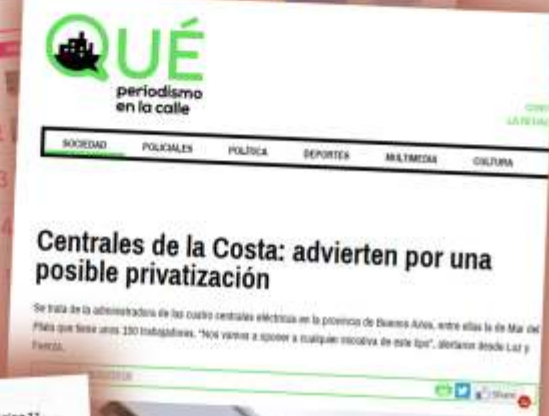 QUÉ
periodismo
en la calle
SOCIEDAD POLICIALES POLÍTICA DEPORTES MULTIMEDIA CULTURA
Centrales de la Costa: advierten por una
posible privatización
Se trata de la administradora de las cuatro centrales eléctricas en la provincia de Buenos Aires, entre ellas la de Mar del
Plata que tiene unos 150 trabajadores. "Nos vamos a oponer a cualquier iniciativa de este tipo", alertaron desde Luz y
Fuerza.
Share